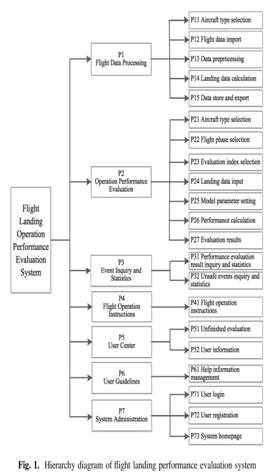 Flight
Landing
Operation
Performance
Evaluation
System
P1
Flight Data Processing
P11 Aircraft type selection
P12 Flight data import
P13 Data preprocessing
P14 Landing data calculation
P15 Data store and export
P2
Operation Performance
Evaluation
P21 Aircraft type selection
P22 Flight phase selection
P23 Evaluation index selection
P24 Landing data input
P25 Model parameter setting
P26 Performance calculation
P27 Evaluation results
P3
Event Inquiry and
Statistics
P31 Performance evaluation
result inquiry and statistics
P32 Unsafe events inquiry and
statistics
P4
Flight Operation
Instructions
P41 Flight operation
instructions
P5
User Center
P51 Unfinished evaluation
P52 User information
P6
User Guidelines
P61 Help information
management
P7
System Administration
P71 User login
P72 User registration
P73 System homepage
Fig. 1. Hierarchy diagram of flight landing performance evaluation system